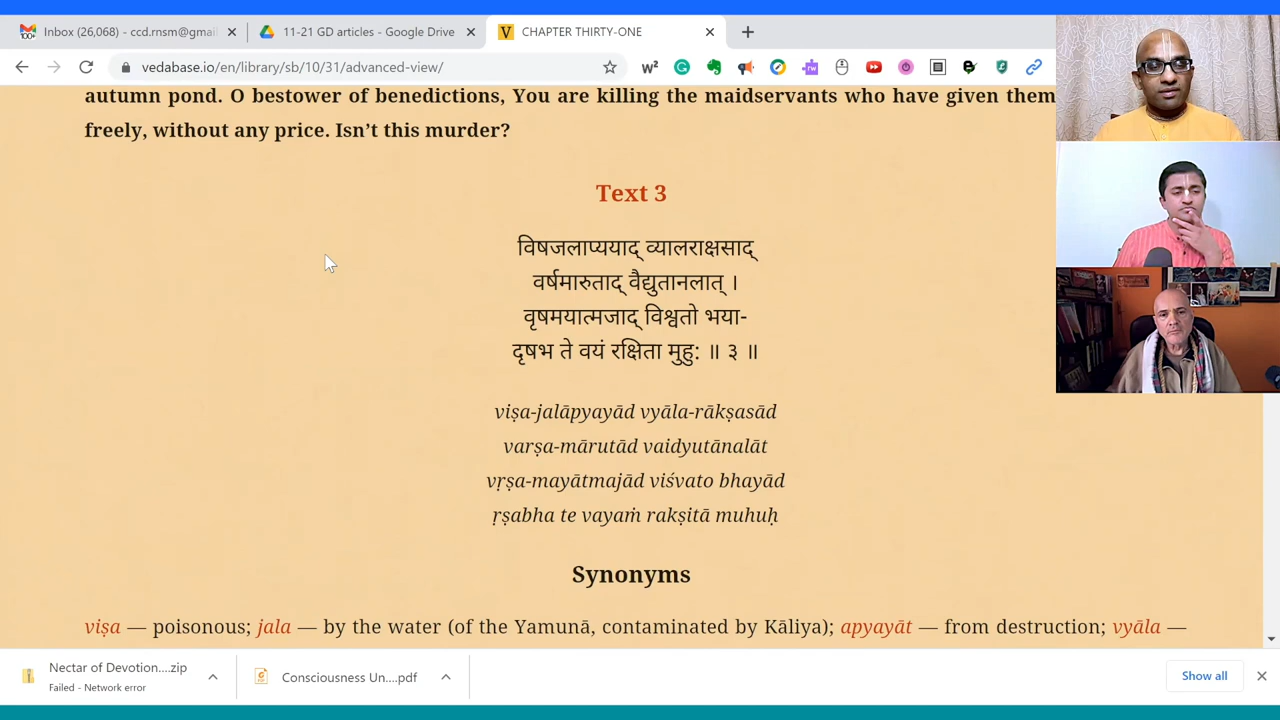 Inbox (26,068) - ccd.rnsm@gmai
11-21 GD articles - Google Drive
CHAPTER THIRTY-ONE
vedabase.io/en/library/sb/10/31/advanced-view/
autumn pond. O bestower of benedictions, You are killing the maidservants who have given them
freely, without any price. Isn’t this murder?
Text 3
विषजलाप्ययाद् व्यालराक्षसाद्
वर्षमारुताद् वैद्युतानलात् ।
वृषमयात्मजाद् विश्वतो भया-
दृषभ ते वयं रक्षिता मुहु: ॥ ३ ॥
viṣa-jalāpyayād vyāla-rākṣasād
varṣa-mārutād vaidyutānalāt
vṛṣa-mayātmajād viśvato bhayād
ṛṣabha te vayaṁ rakṣitā muhuḥ
Synonyms
viṣa — poisonous; jala — by the water (of the Yamunā, contaminated by Kāliya); apyayāt — from destruction; vyāla —
Nectar of Devotion....zip
Failed - Network error
Consciousness Un....pdf
Show all